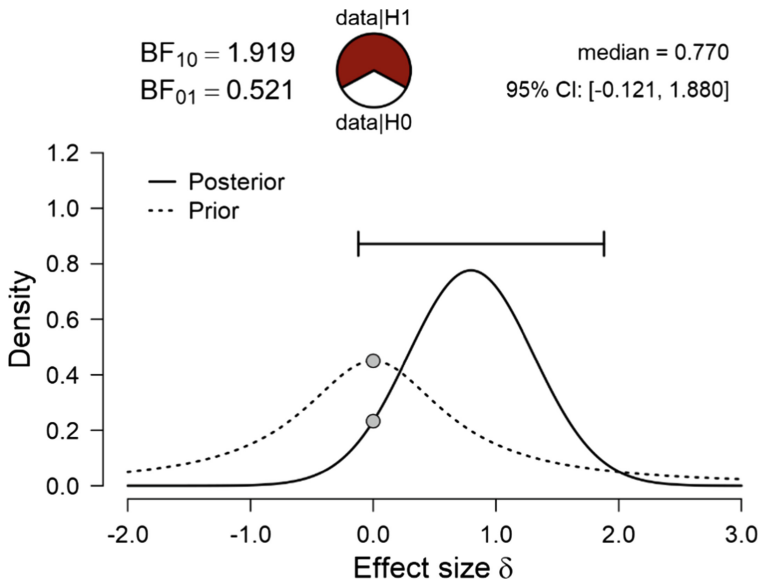 data|H1
BF10 = 1.919
median = 0.770
BF01 = 0.521
95% CI: [-0.121, 1.880]
data|H0
1.2
1.0
0.8
0.6
0.4
0.2
0.0
Density
Posterior
Prior
-2.0 -1.0 0.0 1.0 2.0 3.0
Effect size δ